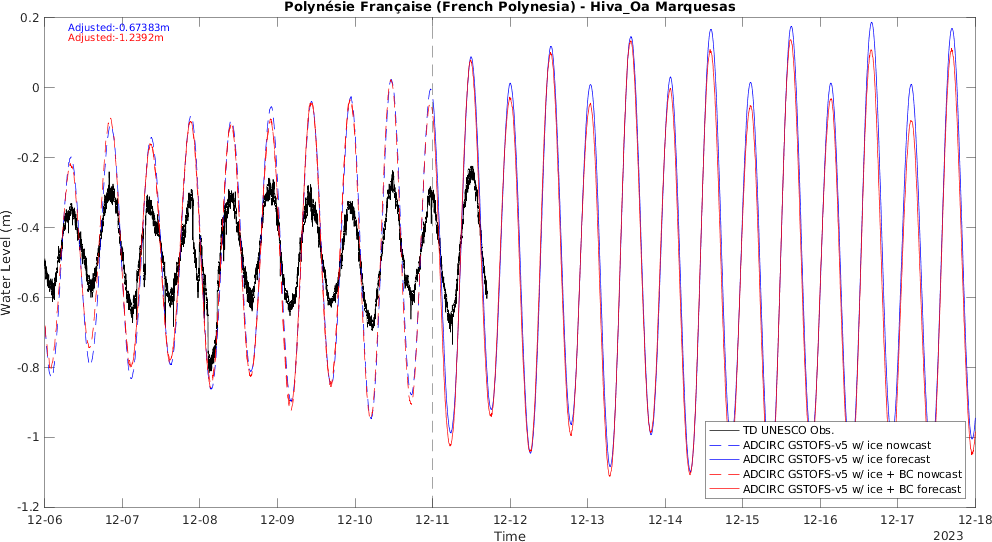 Polynésie Française (French Polynesia) - Hiva_Oa Marquesas
Adjusted:-0.67383m
Adjusted:-1.2392m
0.2
0
-0.2
-0.4
-0.6
-0.8
-1
-1.2
Water Level (m)
TD UNESCO Obs.
ADCIRC GSTOFS-v5 w/ ice nowcast
ADCIRC GSTOFS-v5 w/ ice forecast
ADCIRC GSTOFS-v5 w/ ice + BC nowcast
ADCIRC GSTOFS-v5 w/ ice + BC forecast
12-06 12-07 12-08 12-09 12-10 12-11 12-12 12-13 12-14 12-15 12-16 12-17 12-18
Time
2023